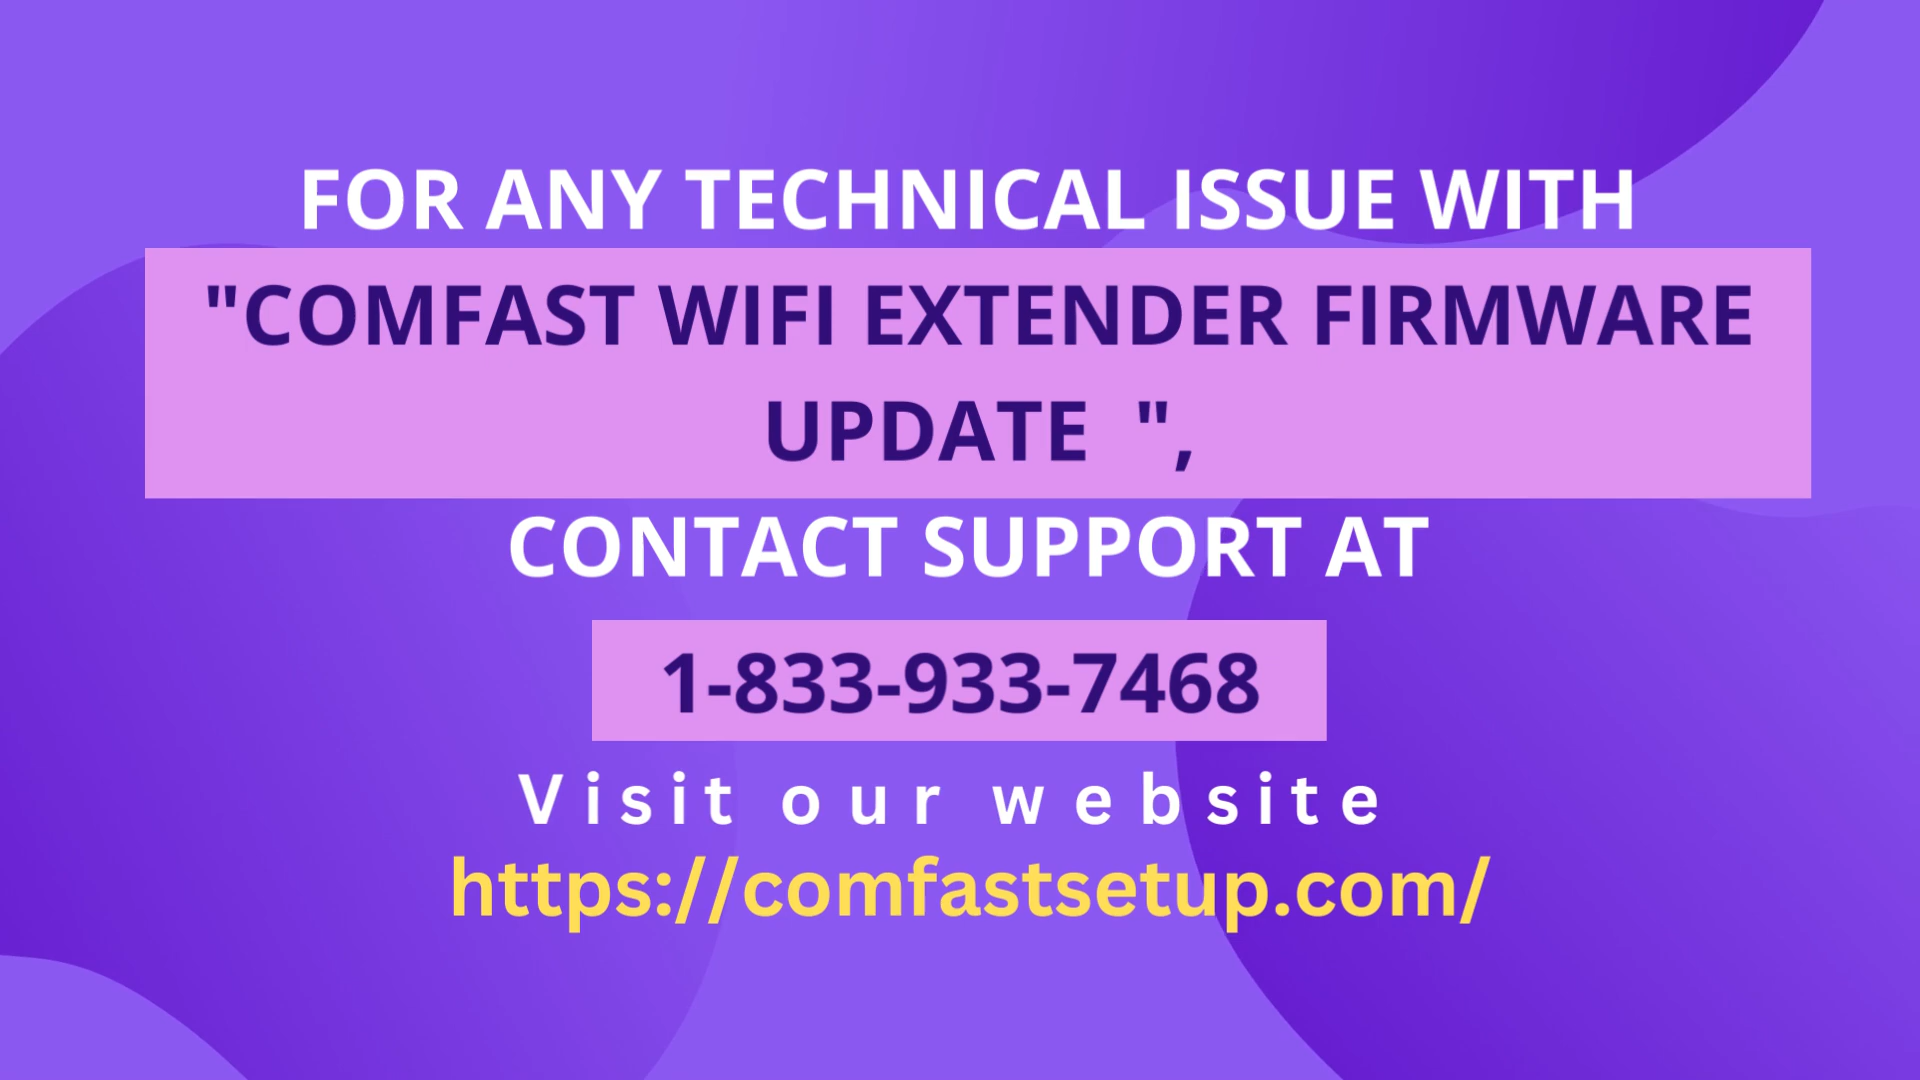 FOR ANY TECHNICAL ISSUE WITH
"COMFAST WIFI EXTENDER FIRMWARE
UPDATE  ",
CONTACT SUPPORT AT
1-833-933-7468
Visit our website
https://comfastsetup.com/